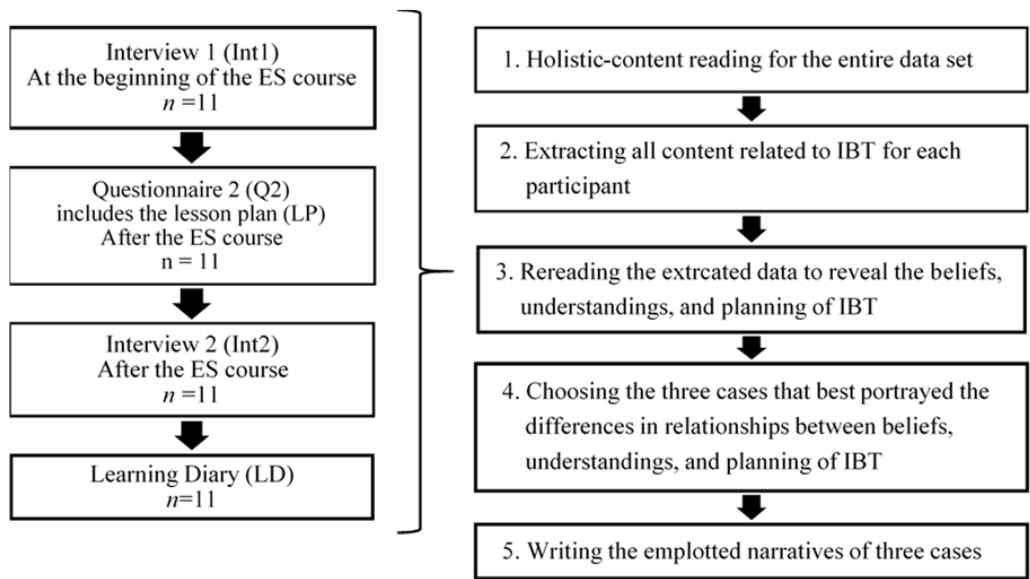 Interview 1 (Int1)
At the beginning of the ES course
n =11
Questionnaire 2 (Q2)
includes the lesson plan (LP)
After the ES course
n = 11
Interview 2 (Int2)
After the ES course
n =11
Learning Diary (LD)
n=11
1. Holistic-content reading for the entire data set
2. Extracting all content related to IBT for each
participant
3. Rereading the extrcated data to reveal the beliefs,
understandings, and planning of IBT
4. Choosing the three cases that best portrayed the
differences in relationships between beliefs,
understandings, and planning of IBT
5. Writing the emplotted narratives of three cases